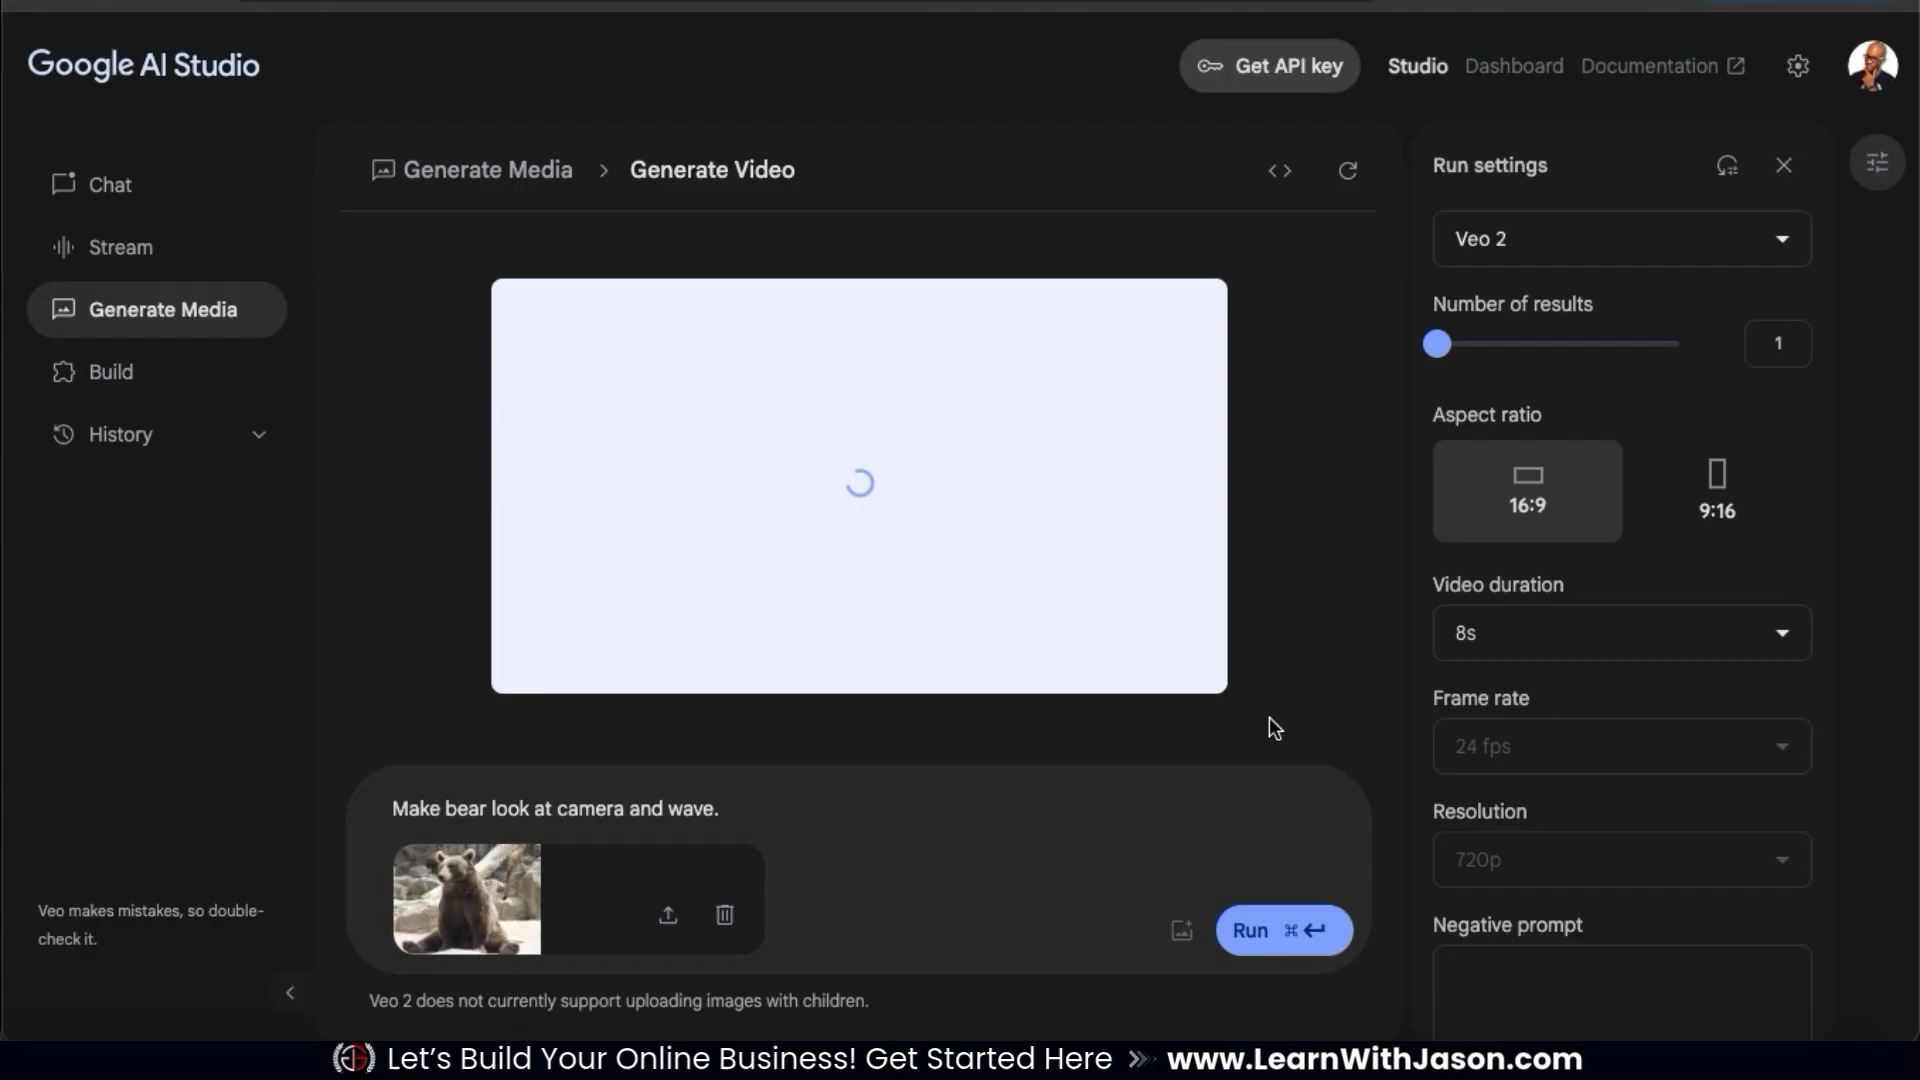 Google AI Studio
Get API key
Studio
Dashboard
Documentation
Chat
Stream
Generate Media
Build
History
Veo makes mistakes, so double-
check it.
Generate Media > Generate Video
Make bear look at camera and wave.
Run ⌘
Veo 2 does not currently support uploading images with children.
Run settings
Veo 2
Number of results
1
Aspect ratio
16:9
9:16
Video duration
8s
Frame rate
24 fps
Resolution
720p
Negative prompt
Let's Build Your Online Business! Get Started Here www.LearnWithJason.com